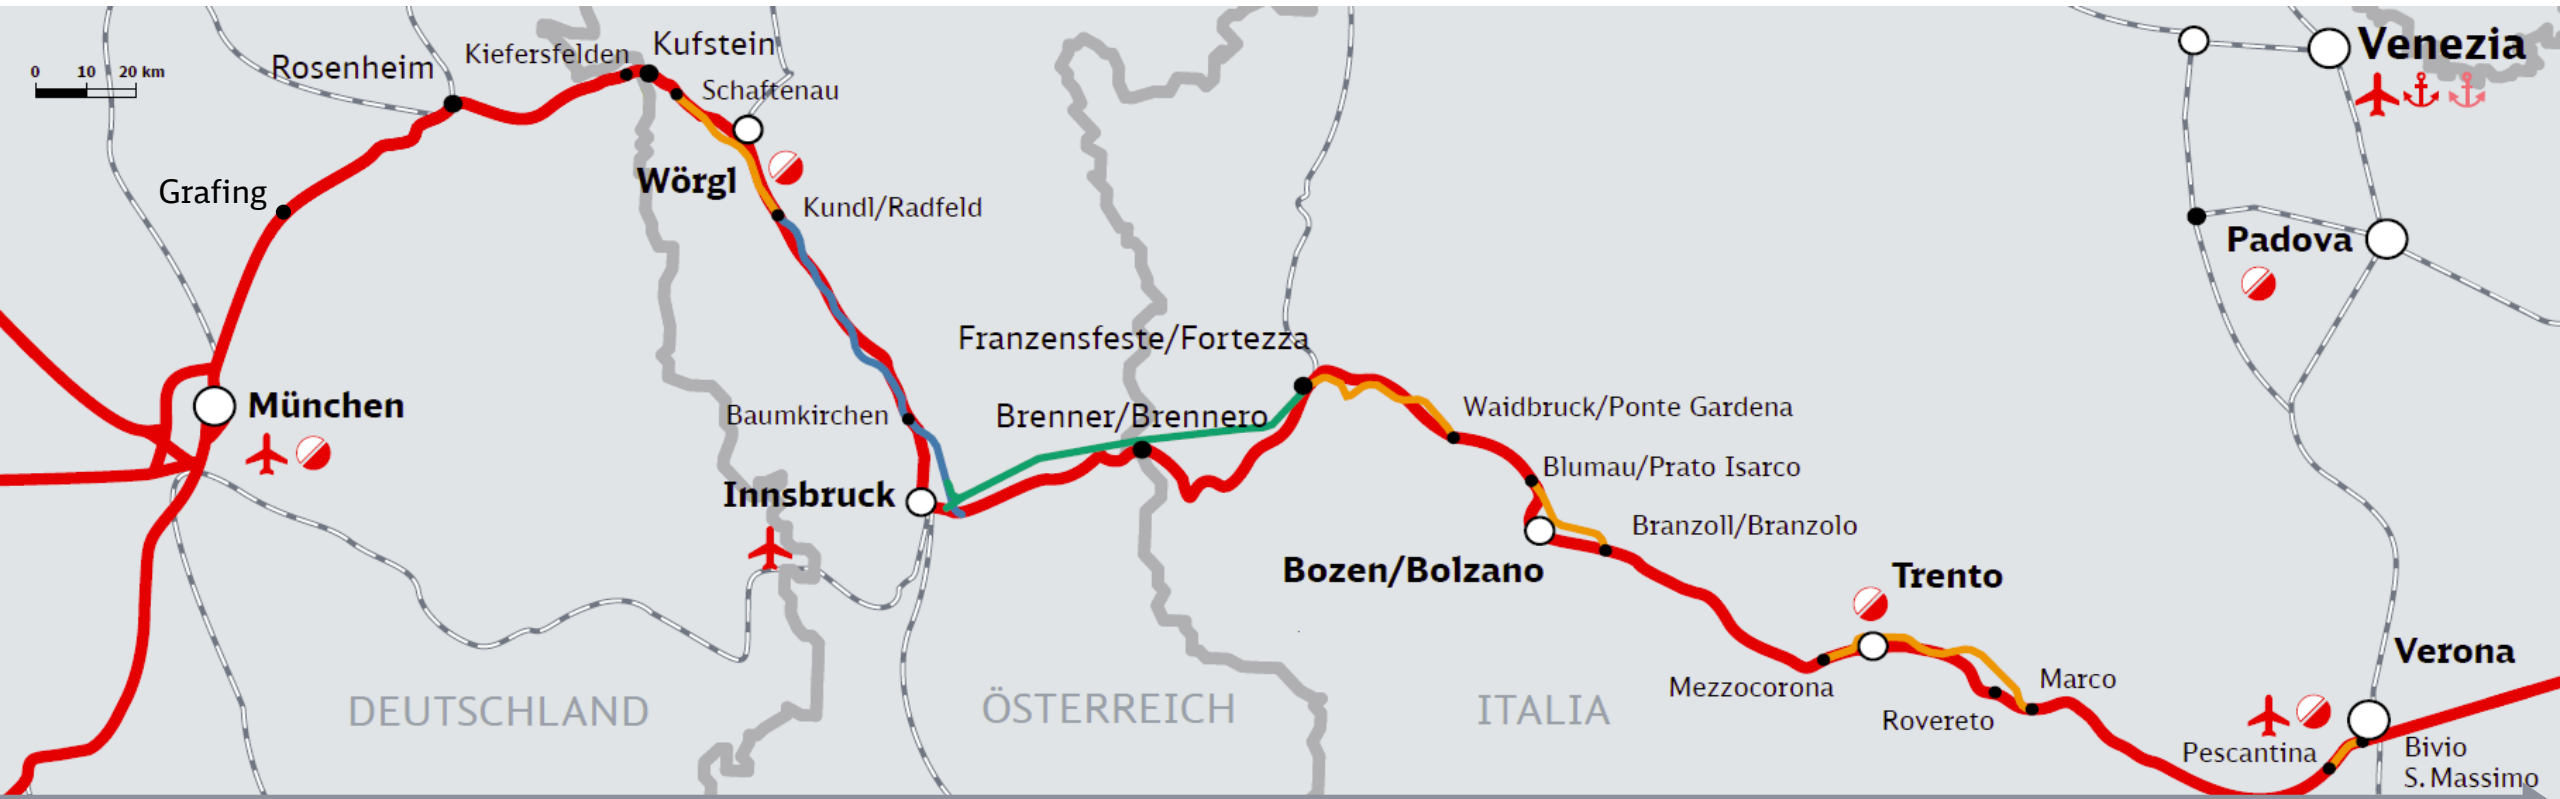 0 10 20 km
Rosenheim
Kiefersfelden
Kufstein
Schaftenau
Venezia
Grafing
Wörgl
Kundl/Radfeld
Padova
Franzensfeste/Fortezza
München
Baumkirchen
Brenner/Brennero
Waidbruck/Ponte Gardena
Blumau/Prato Isarco
Innsbruck
Branzoll/Branzolo
Bozen/Bolzano
Trento
Verona
Mezzocorona
Marco
Rovereto
DEUTSCHLAND
ÖSTERREICH
ITALIA
Pescantina
Bivio
S. Massimo